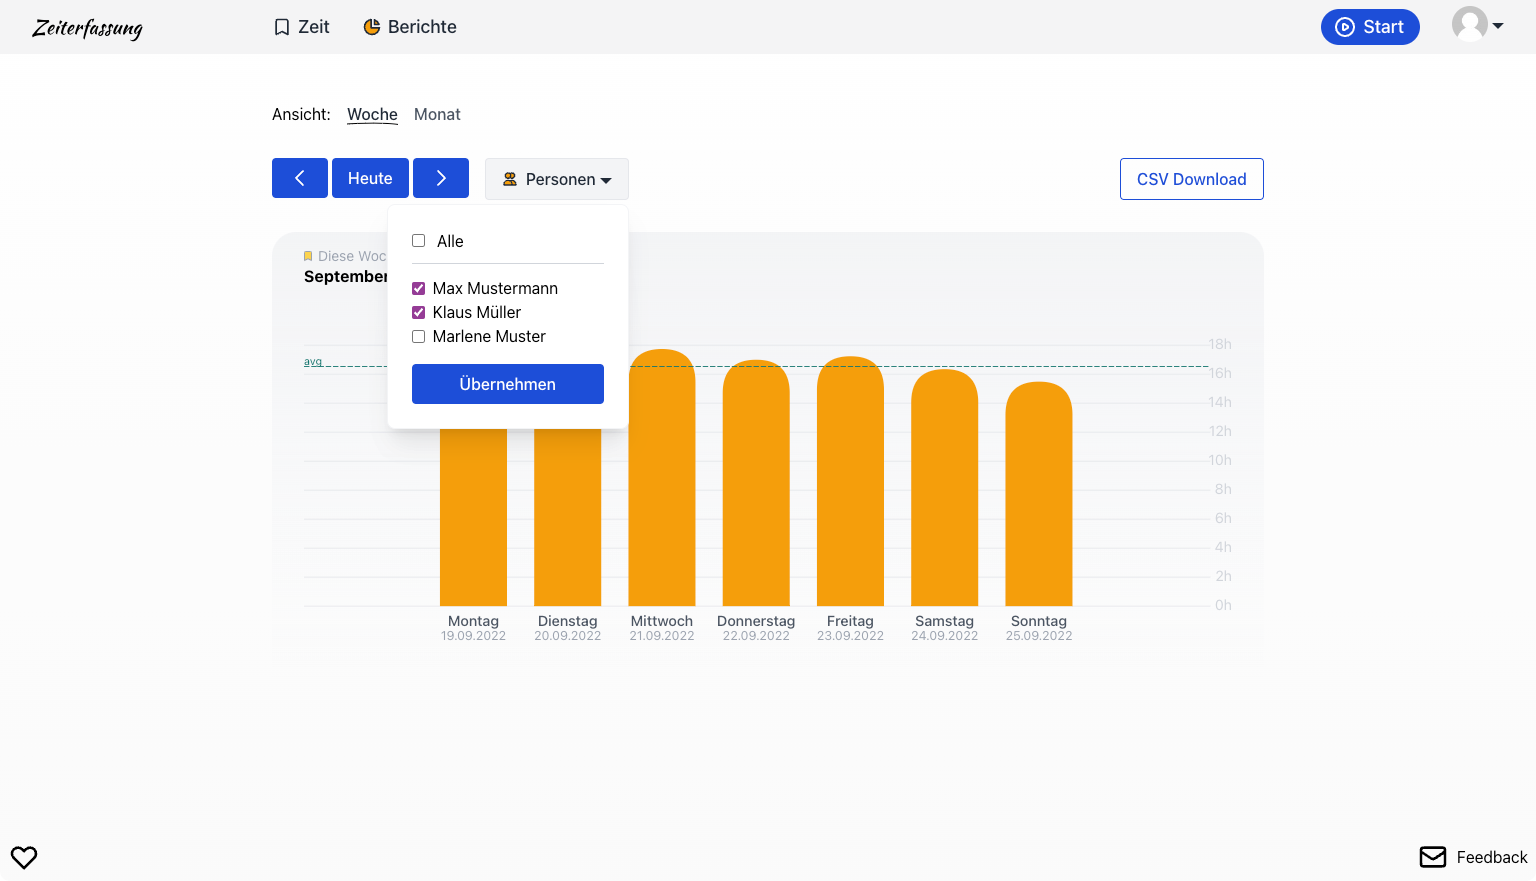 Zeiterfassung
Zeit
Berichte
Start
Ansicht: Woche Monat
Heute
Personen
CSV Download
Alle
Max Mustermann
Klaus Müller
Marlene Muster
Übernehmen
Diese Woc
September
avg
18h
16h
14h
12h
10h
8h
6h
4h
2h
0h
Montag
19.09.2022
Dienstag
20.09.2022
Mittwoch
21.09.2022
Donnerstag
22.09.2022
Freitag
23.09.2022
Samstag
24.09.2022
Sonntag
25.09.2022
Feedback